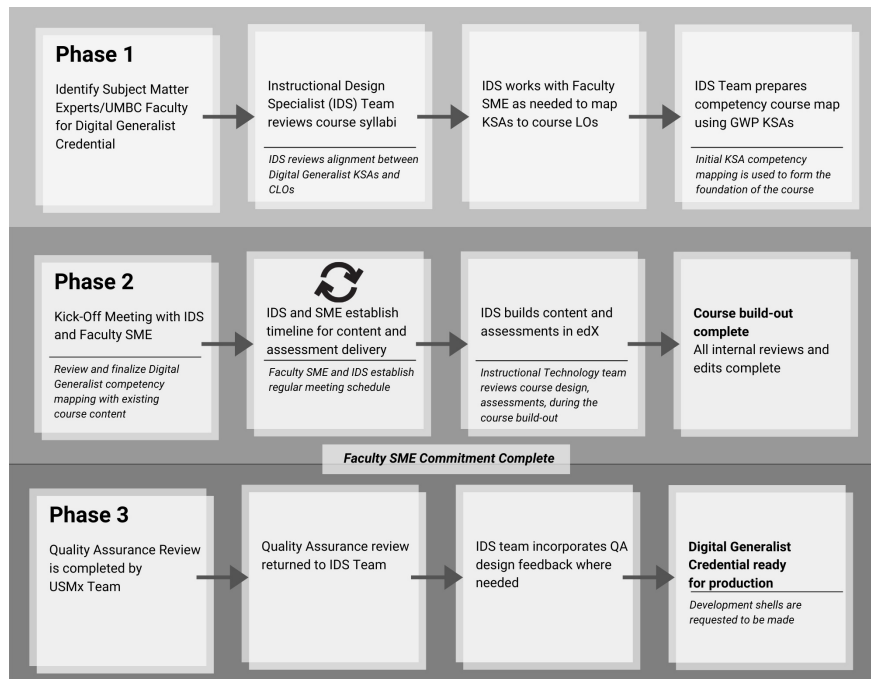 Phase 1
Identify Subject Matter
Experts/UMBC Faculty
for Digital Generalist
Credential
Instructional Design
Specialist (IDS) Team
reviews course syllabi
IDS reviews alignment between
Digital Generalist KSAs and
CLOs
IDS works with Faculty
SME as needed to map
KSAs to course LOs
IDS Team prepares
competency course map
using GWP KSAs
Initial KSA competency
mapping is used to form the
foundation of the course
Phase 2
Kick-Off Meeting with IDS
and Faculty SME
Review and finalize Digital
Generalist competency
mapping with existing
course content
IDS and SME establish
timeline for content and
assessment delivery
Faculty SME and IDS establish
regular meeting schedule
IDS builds content and
assessments in edX
Instructional Technology team
reviews course design,
assessments, during the
course build-out
Course build-out
complete
All internal reviews and
edits complete
Faculty SME Commitment Complete
Phase 3
Quality Assurance Review
is completed by
USMx Team
Quality Assurance review
returned to IDS Team
IDS team incorporates QA
design feedback where
needed
Digital Generalist
Credential ready
for production
Development shells are
requested to be made